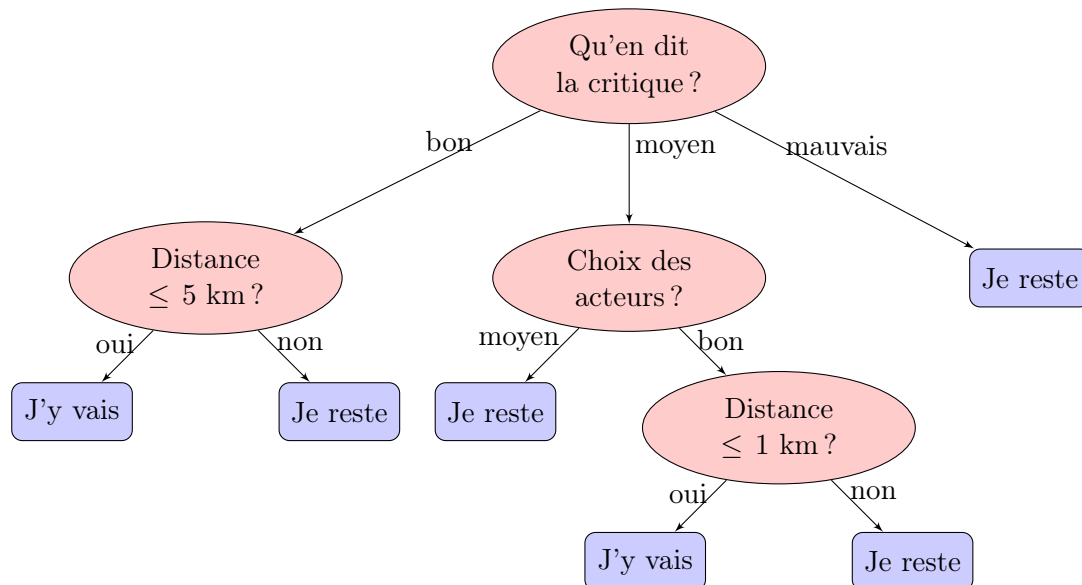 Qu'en dit
la critique ?
bon
moyen
mauvais
Distance
≤ 5 km ?
Choix des
acteurs ?
Je reste
oui
non
moyen
bon
J'y vais
Je reste
Je reste
Distance
≤ 1 km ?
oui
non
J'y vais
Je reste